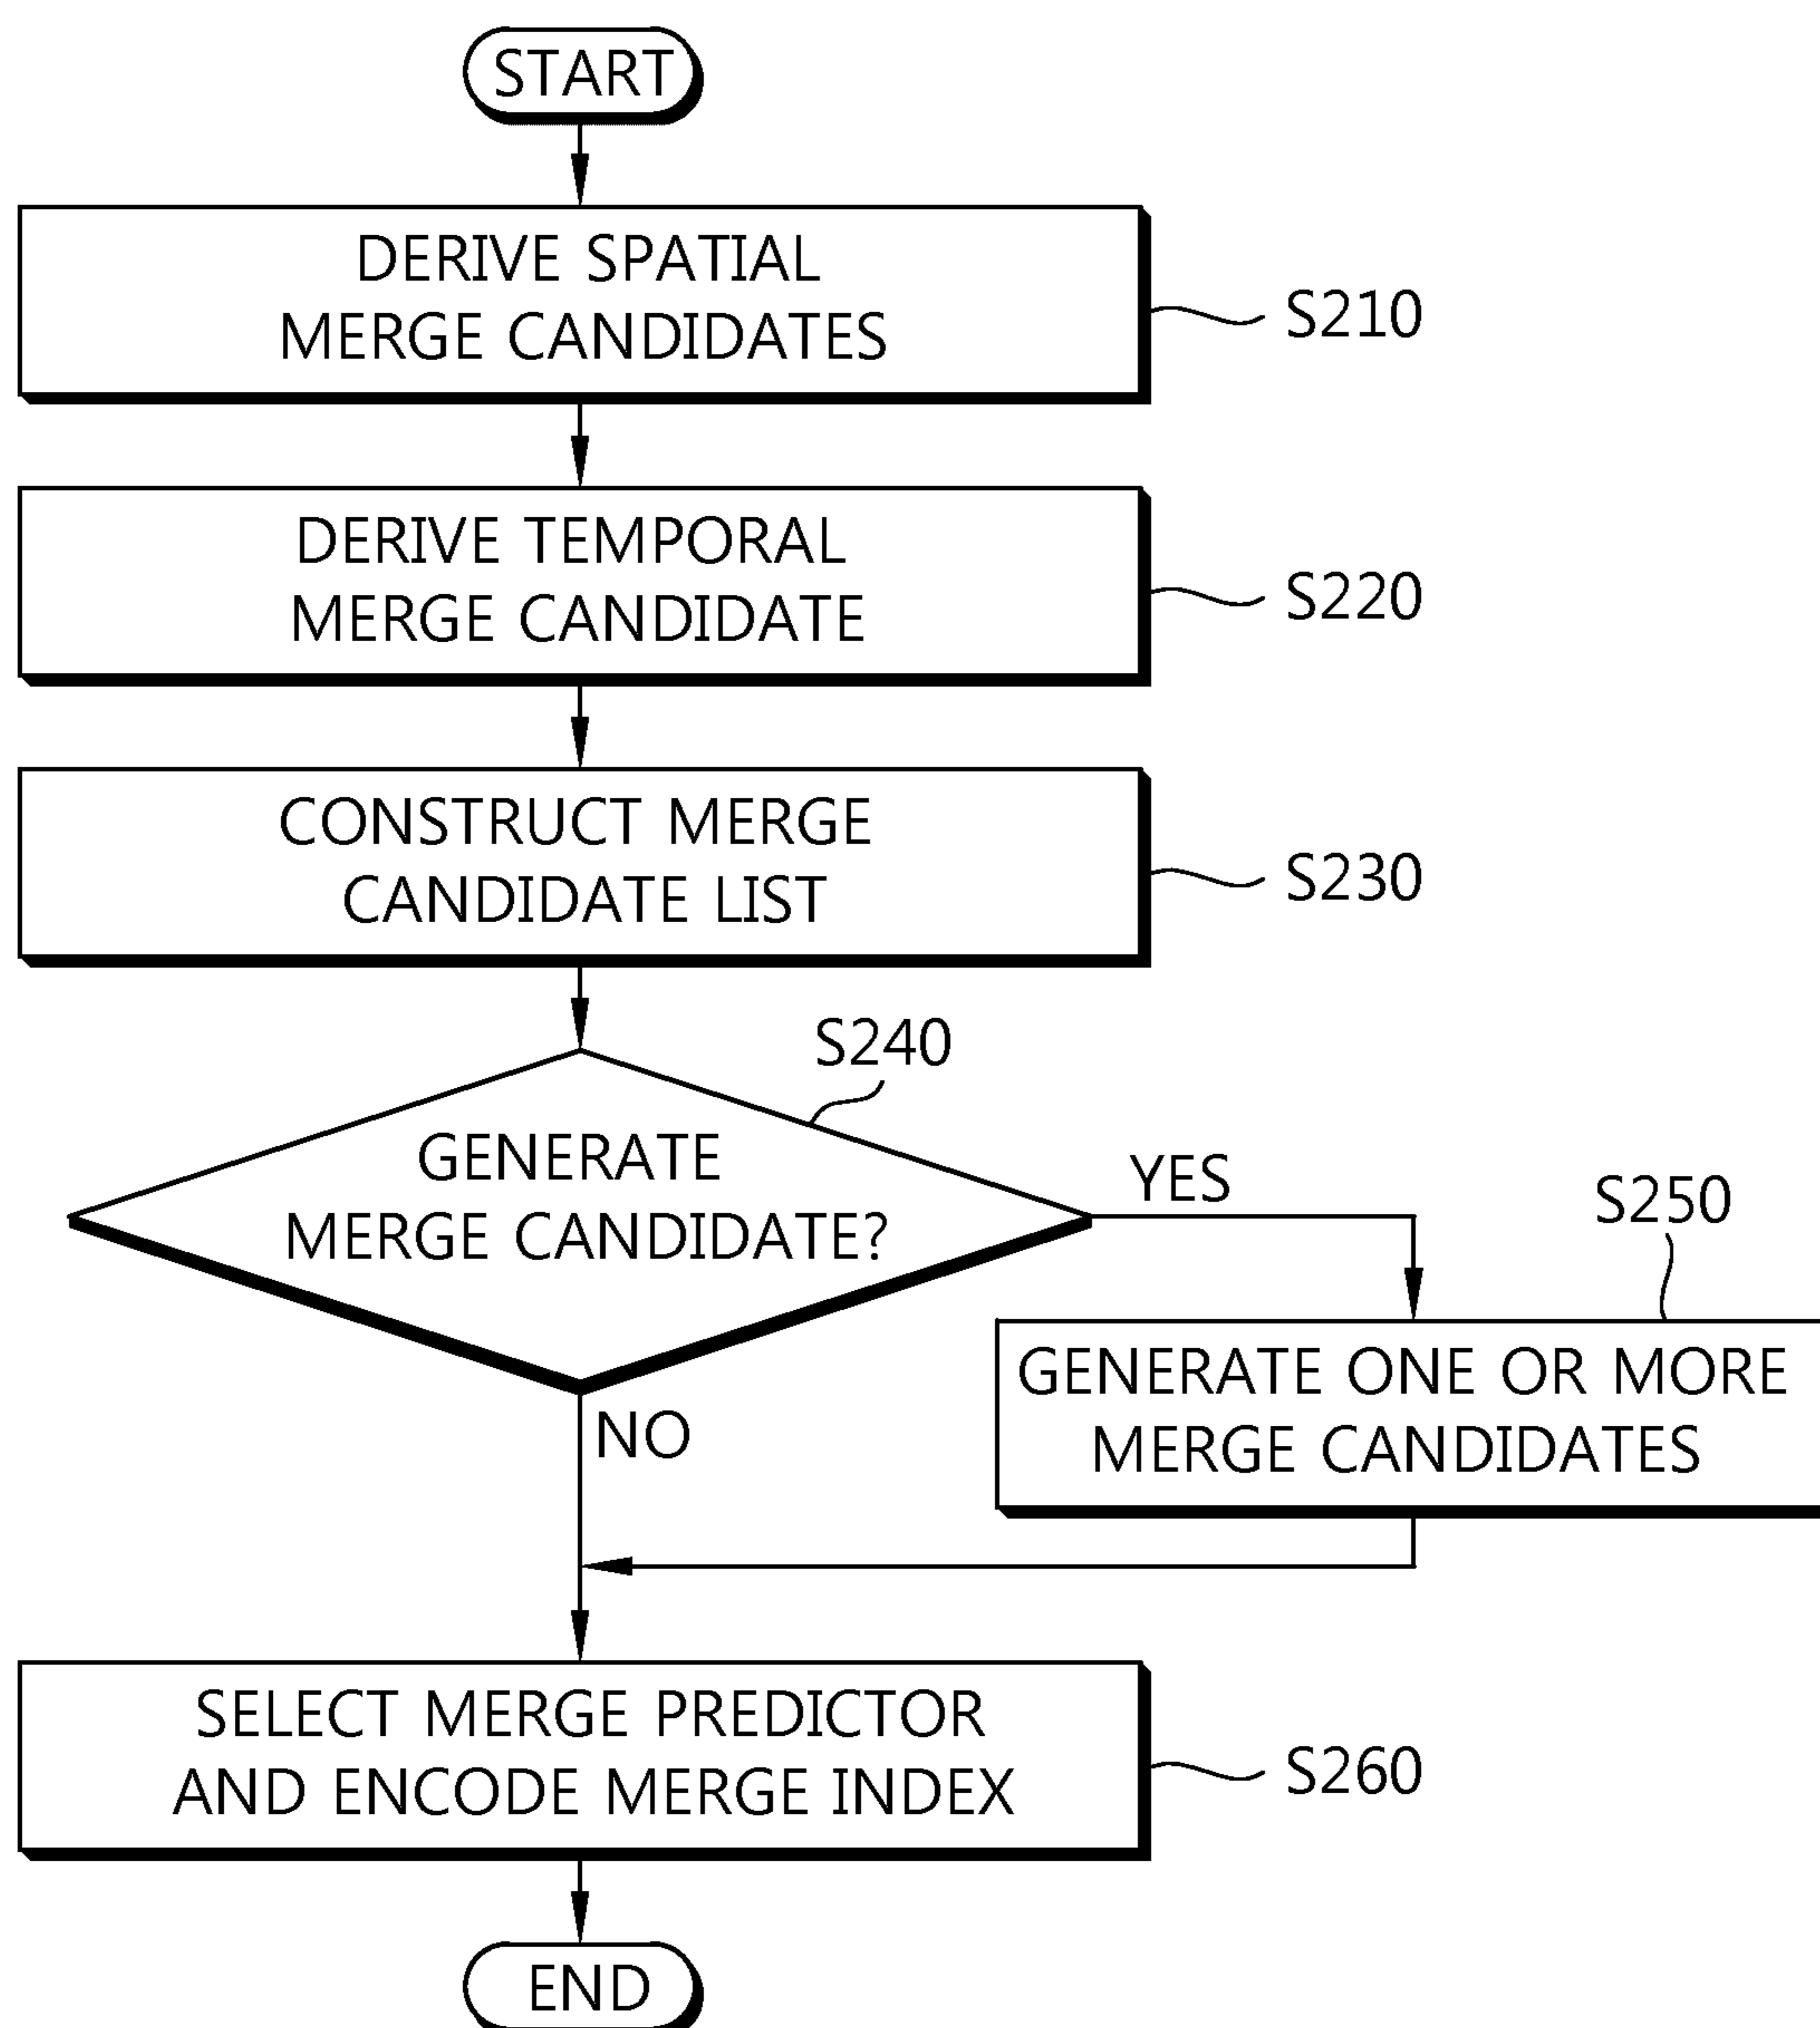 START
DERIVE SPATIAL
MERGE CANDIDATES
S210
DERIVE TEMPORAL
MERGE CANDIDATE
S220
CONSTRUCT MERGE
CANDIDATE LIST
S230
S240
GENERATE
MERGE CANDIDATE?
YES
S250
GENERATE ONE OR MORE
MERGE CANDIDATES
NO
SELECT MERGE PREDICTOR
AND ENCODE MERGE INDEX
S260
END